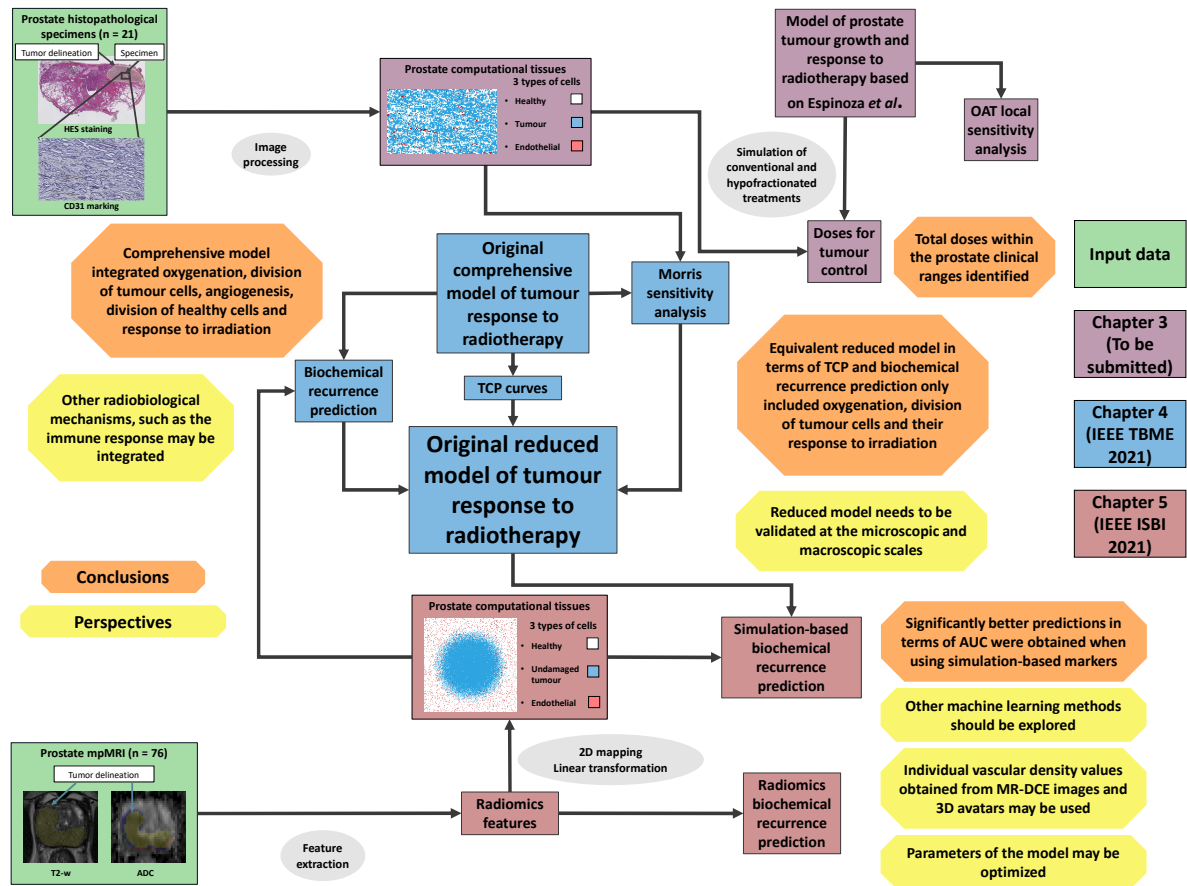 Prostate histopathological
specimens (n = 21)
Tumor delineation
Specimen
HES staining
CD31 marking
Image
processing
Prostate computational tissues
3 types of cells
• Healthy
• Tumour
• Endothelial
Model of prostate
tumour growth and
response to
radiotherapy based
on Espinoza et al.
OAT local
sensitivity
analysis
Simulation of
conventional and
hypofractionated
treatments
Doses for
tumour
control
Total doses within
the prostate clinical
ranges identified
Input data
Comprehensive model
integrated oxygenation, division
of tumour cells, angiogenesis,
division of healthy cells and
response to irradiation
Original
comprehensive
model of tumour
response to
radiotherapy
Morris
sensitivity
analysis
Chapter 3
(To be
submitted)
Biochemical
recurrence
prediction
TCP curves
Equivalent reduced model in
terms of TCP and biochemical
recurrence prediction only
included oxygenation, division
of tumour cells and their
response to irradiation
Other radiobiological
mechanisms, such as the
immune response may be
integrated
Original reduced
model of tumour
response to
radiotherapy
Chapter 4
(IEEE TBME
2021)
Reduced model needs to be
validated at the microscopic and
macroscopic scales
Chapter 5
(IEEE ISBI
2021)
Conclusions
Perspectives
Prostate computational tissues
3 types of cells
• Healthy
• Undamaged
tumour
• Endothelial
Simulation-based
biochemical
recurrence
prediction
Significantly better predictions in
terms of AUC were obtained when
using simulation-based markers
Other machine learning methods
should be explored
2D mapping
Linear transformation
Prostate mpMRI (n = 76)
Tumor delineation
T2-w
ADC
Feature
extraction
Radiomics
features
Radiomics
biochemical
recurrence
prediction
Individual vascular density values
obtained from MR-DCE images and
3D avatars may be used
Parameters of the model may be
optimized